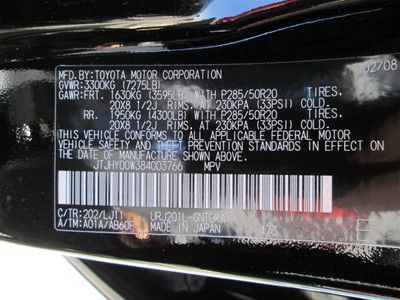 02/08
MFD. BY: TOYOTA MOTOR CORPORATION
GVWR: 3300KG (7275LB)
GAWR: FRT. 1630KG (3595LB) WITH P285/50R20 TIRES,
20X8 1/2J RIMS, AT 230KPA (33PSI) COLD.
RR. 1950KG (4300LB) WITH P285/50R20 TIRES,
20X8 1/2J RIMS, AT 230KPA (33PSI) COLD.
THIS VEHICLE CONFORMS TO ALL APPLICABLE FEDERAL MOTOR
VEHICLE SAFETY AND THEFT PREVENTION STANDARDS IN EFFECT ON
THE DATE OF MANUFACTURE SHOWN ABOVE.
JTJHY00W384003766 MPV
C/TR: 202/LJ11 URJ201L-GNTGKA
A/TM: A01A/AB60F MADE IN JAPAN 473